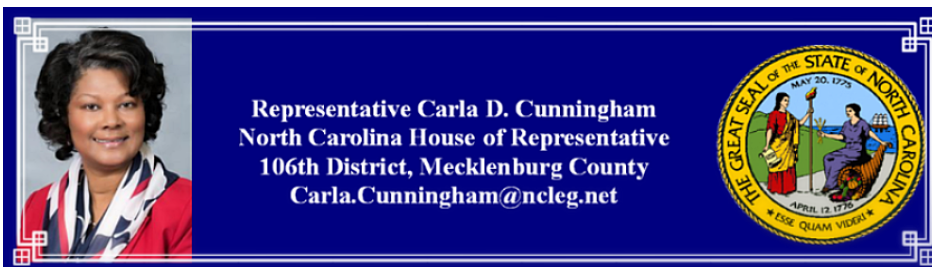 Representative Carla D. Cunningham
North Carolina House of Representative
106th District, Mecklenburg County
Carla.Cunningham@ncleg.net
THE GREAT SEAL OF THE STATE OF NORTH CAROLINA
MAY 20, 1775
APRIL 12, 1776
ESSE QUAM VIDERI